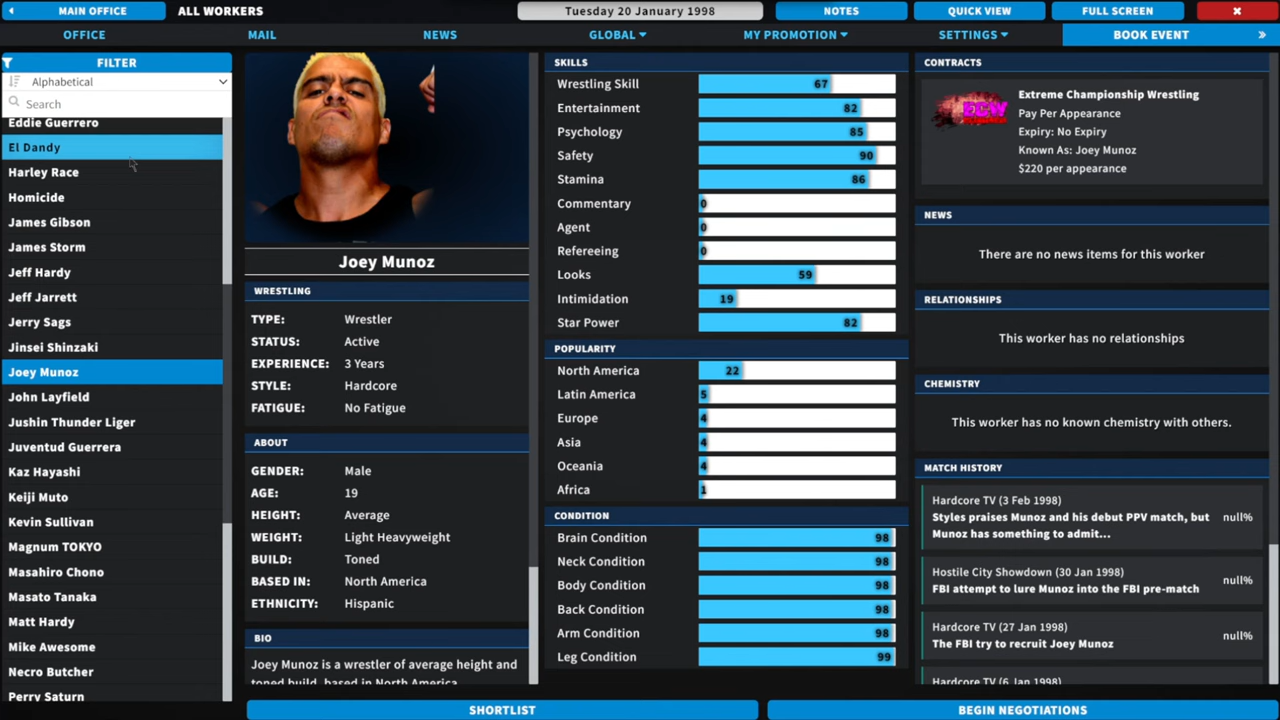 MAIN OFFICE
ALL WORKERS
Tuesday 20 January 1998
NOTES
QUICK VIEW
FULL SCREEN
OFFICE
MAIL
NEWS
GLOBAL
MY PROMOTION
SETTINGS
BOOK EVENT
FILTER
Alphabetical
Search
Eddie Guerrero
El Dandy
Harley Race
Homicide
James Gibson
James Storm
Jeff Hardy
Jeff Jarrett
Jerry Sags
Jinsei Shinzaki
Joey Munoz
John Layfield
Jushin Thunder Liger
Juventud Guerrera
Kaz Hayashi
Keiji Muto
Kevin Sullivan
Magnum TOKYO
Masahiro Chono
Masato Tanaka
Matt Hardy
Mike Awesome
Necro Butcher
Perry Saturn
Joey Munoz
WRESTLING
TYPE: Wrestler
STATUS: Active
EXPERIENCE: 3 Years
STYLE: Hardcore
FATIGUE: No Fatigue
ABOUT
GENDER: Male
AGE: 19
HEIGHT: Average
WEIGHT: Light Heavyweight
BUILD: Toned
BASED IN: North America
ETHNICITY: Hispanic
BIO
Joey Munoz is a wrestler of average height and
toned build, based in North America.
SKILLS
Wrestling Skill 67
Entertainment 82
Psychology 85
Safety 90
Stamina 86
Commentary 0
Agent 0
Refereeing 0
Looks 59
Intimidation 19
Star Power 82
POPULARITY
North America 22
Latin America 5
Europe 4
Asia 4
Oceania 4
Africa 1
CONDITION
Brain Condition 98
Neck Condition 98
Body Condition 98
Back Condition 98
Arm Condition 98
Leg Condition 99
CONTRACTS
ECW
Extreme Championship Wrestling
Pay Per Appearance
Expiry: No Expiry
Known As: Joey Munoz
$220 per appearance
NEWS
There are no news items for this worker
RELATIONSHIPS
This worker has no relationships
CHEMISTRY
This worker has no known chemistry with others.
MATCH HISTORY
Hardcore TV (3 Feb 1998)
Styles praises Munoz and his debut PPV match, but
Munoz has something to admit...
null%
Hostile City Showdown (30 Jan 1998)
FBI attempt to lure Munoz into the FBI pre-match
null%
Hardcore TV (27 Jan 1998)
The FBI try to recruit Joey Munoz
null%
Hardcore TV (6 Jan 1998)
SHORTLIST
BEGIN NEGOTIATIONS